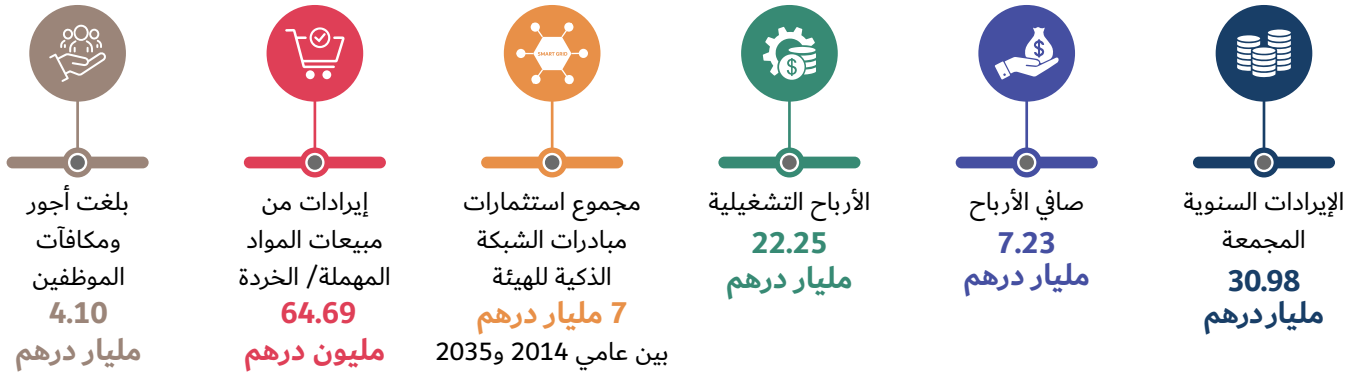 SMART GRID
الإيرادات السنوية
المجمعة
30.98
مليار درهم
صافي الأرباح
7.23
مليار درهم
الأرباح التشغيلية
22.25
مليار درهم
مجموع استثمارات
مبادرات الشبكة
الذكية للهيئة
7 مليار درهم
بين عامي 2014 و2035
إيرادات من
مبيعات المواد
المهملة/ الخردة
64.69
مليون درهم
بلغت أجور
ومكافآت
الموظفين
4.10
مليار درهم